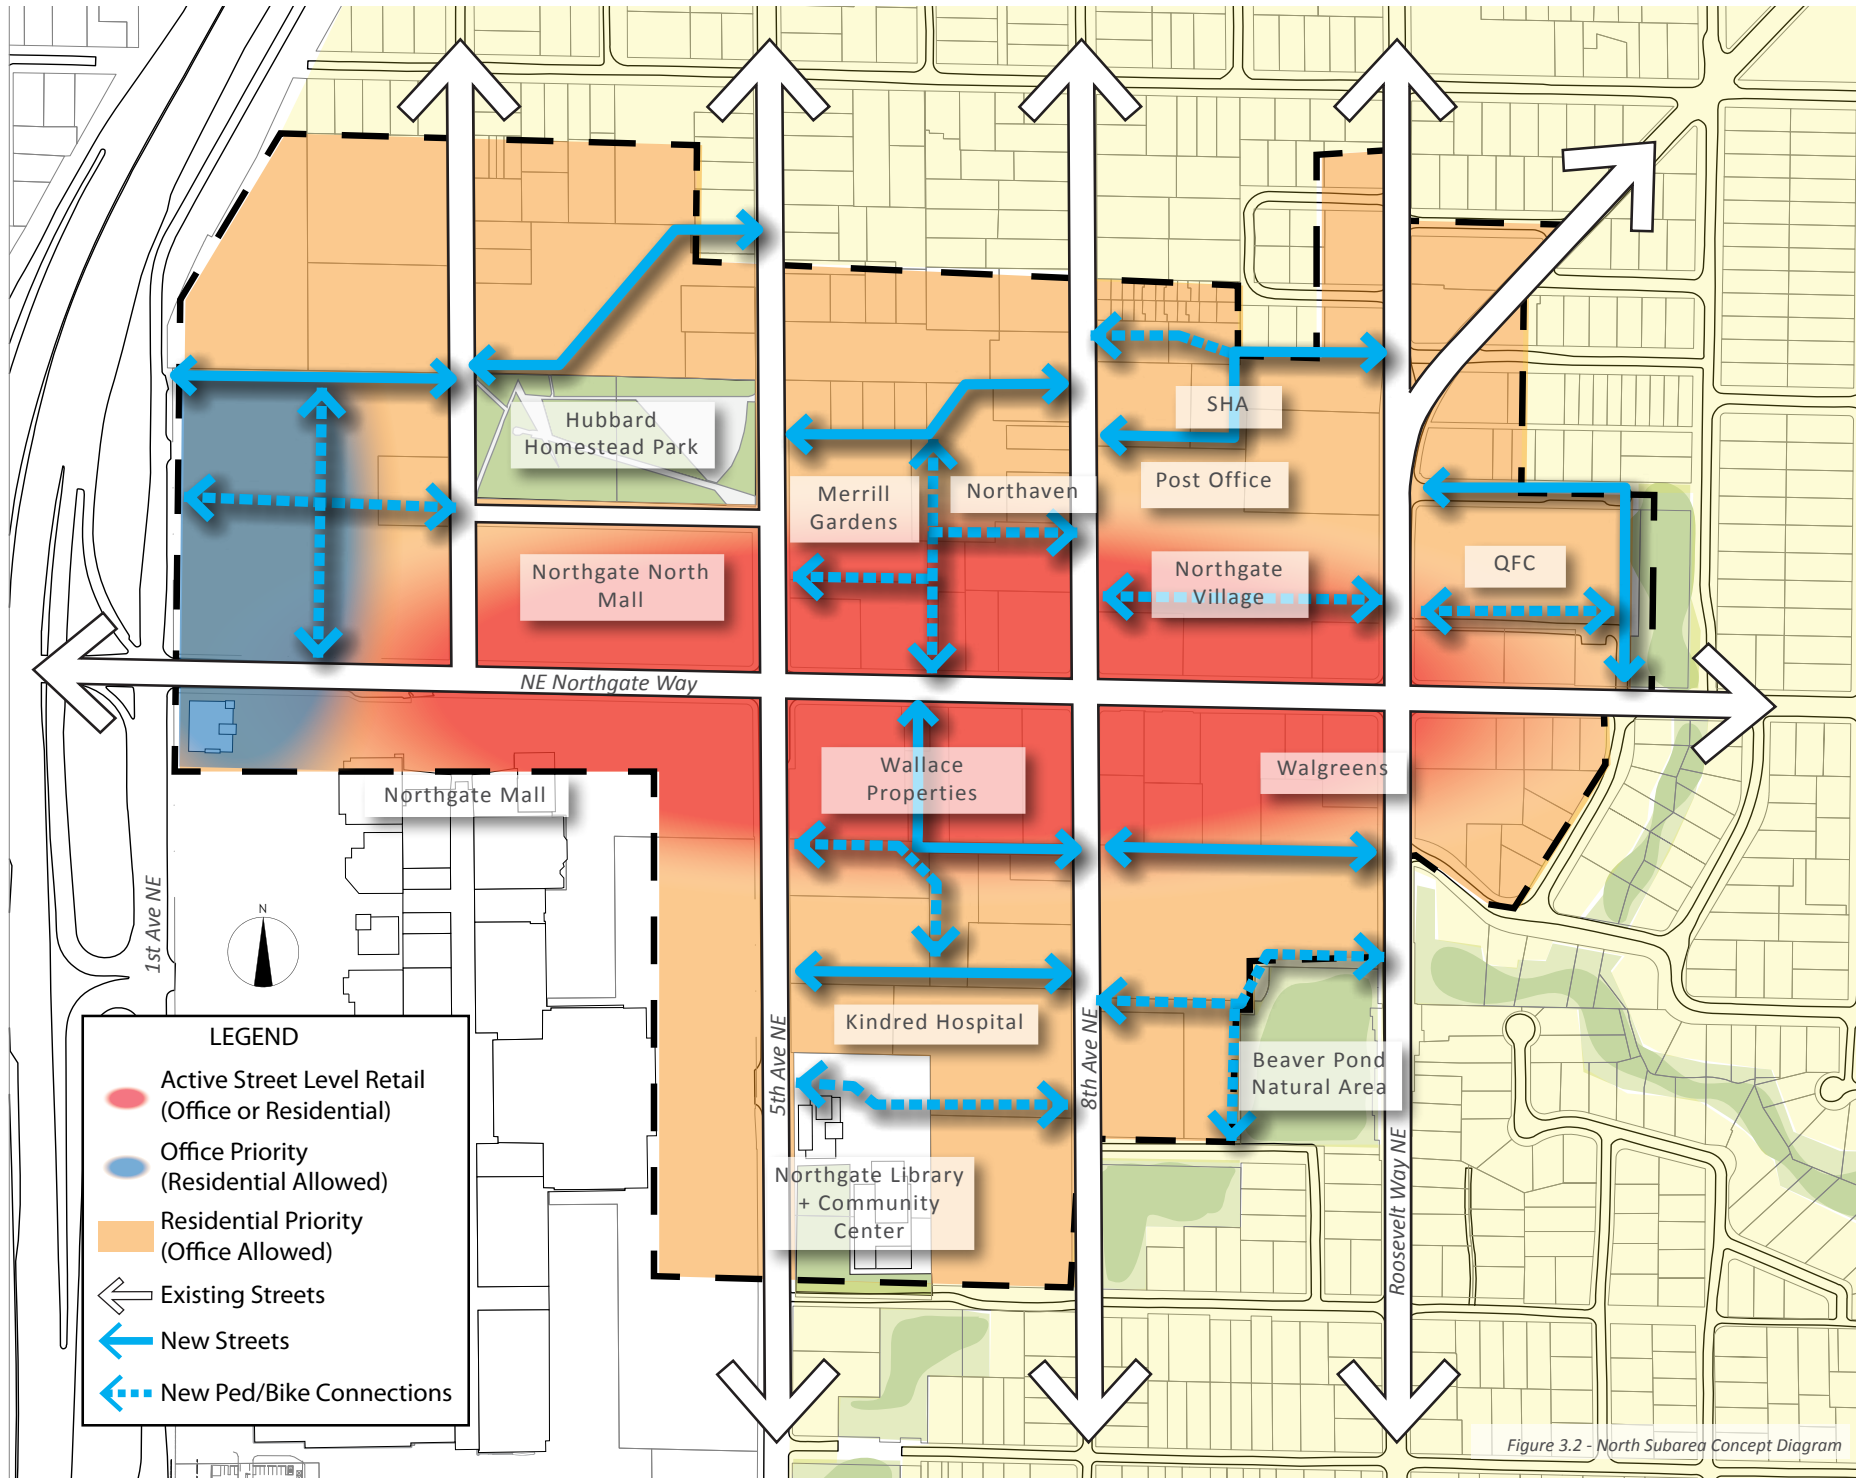 Hubbard
Homestead Park
SHA
Post Office
Merrill
Gardens
Northaven
Northgate North
Mall
Northgate
Village
QFC
NE Northgate Way
Wallace
Properties
Walgreens
Northgate Mall
1st Ave NE
N
5th Ave NE
8th Ave NE
Roosevelt Way NE
Kindred Hospital
Beaver Pond
Natural Area
Northgate Library
+ Community
Center
LEGEND
Active Street Level Retail
(Office or Residential)
Office Priority
(Residential Allowed)
Residential Priority
(Office Allowed)
Existing Streets
New Streets
New Ped/Bike Connections
Figure 3.2 - North Subarea Concept Diagram